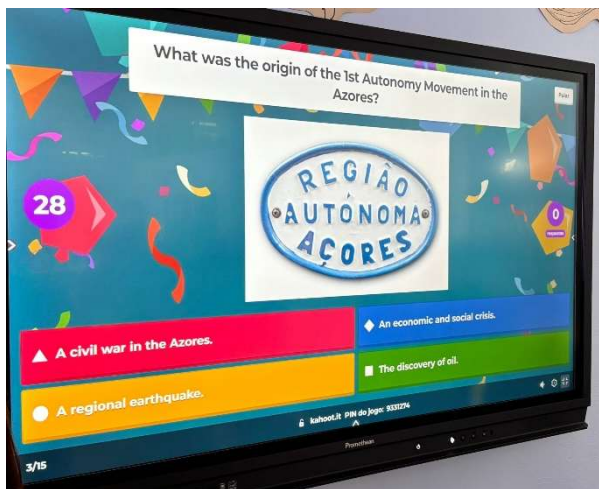 What was the origin of the 1st Autonomy Movement in the
Azores?
28
REGIÃO
AUTÓNOMA
AÇORES
0
A civil war in the Azores.
An economic and social crisis.
A regional earthquake.
The discovery of oil.
kahoot.it PIN do jogo: 9331274
3/15
Promethean